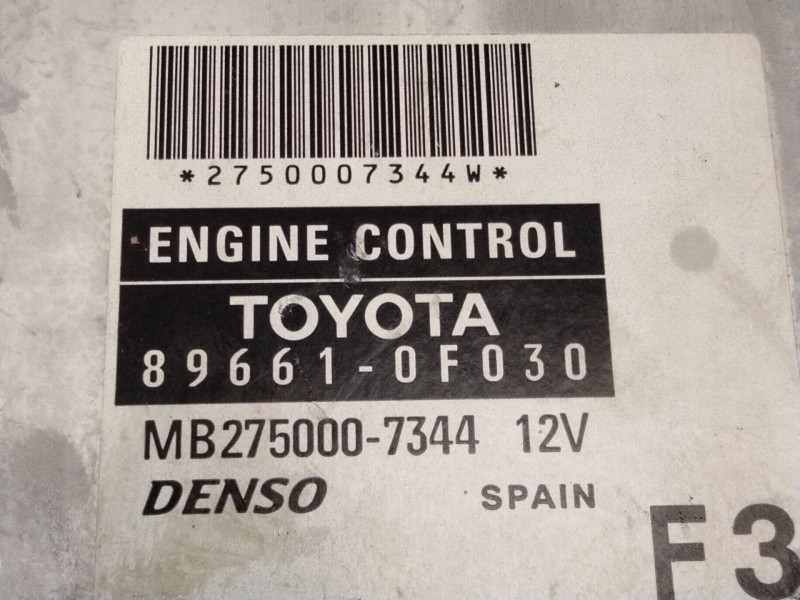 *2750007344W*
ENGINE CONTROL
TOYOTA
89661-0F030
MB275000-7344 12V
DENSO SPAIN
F3